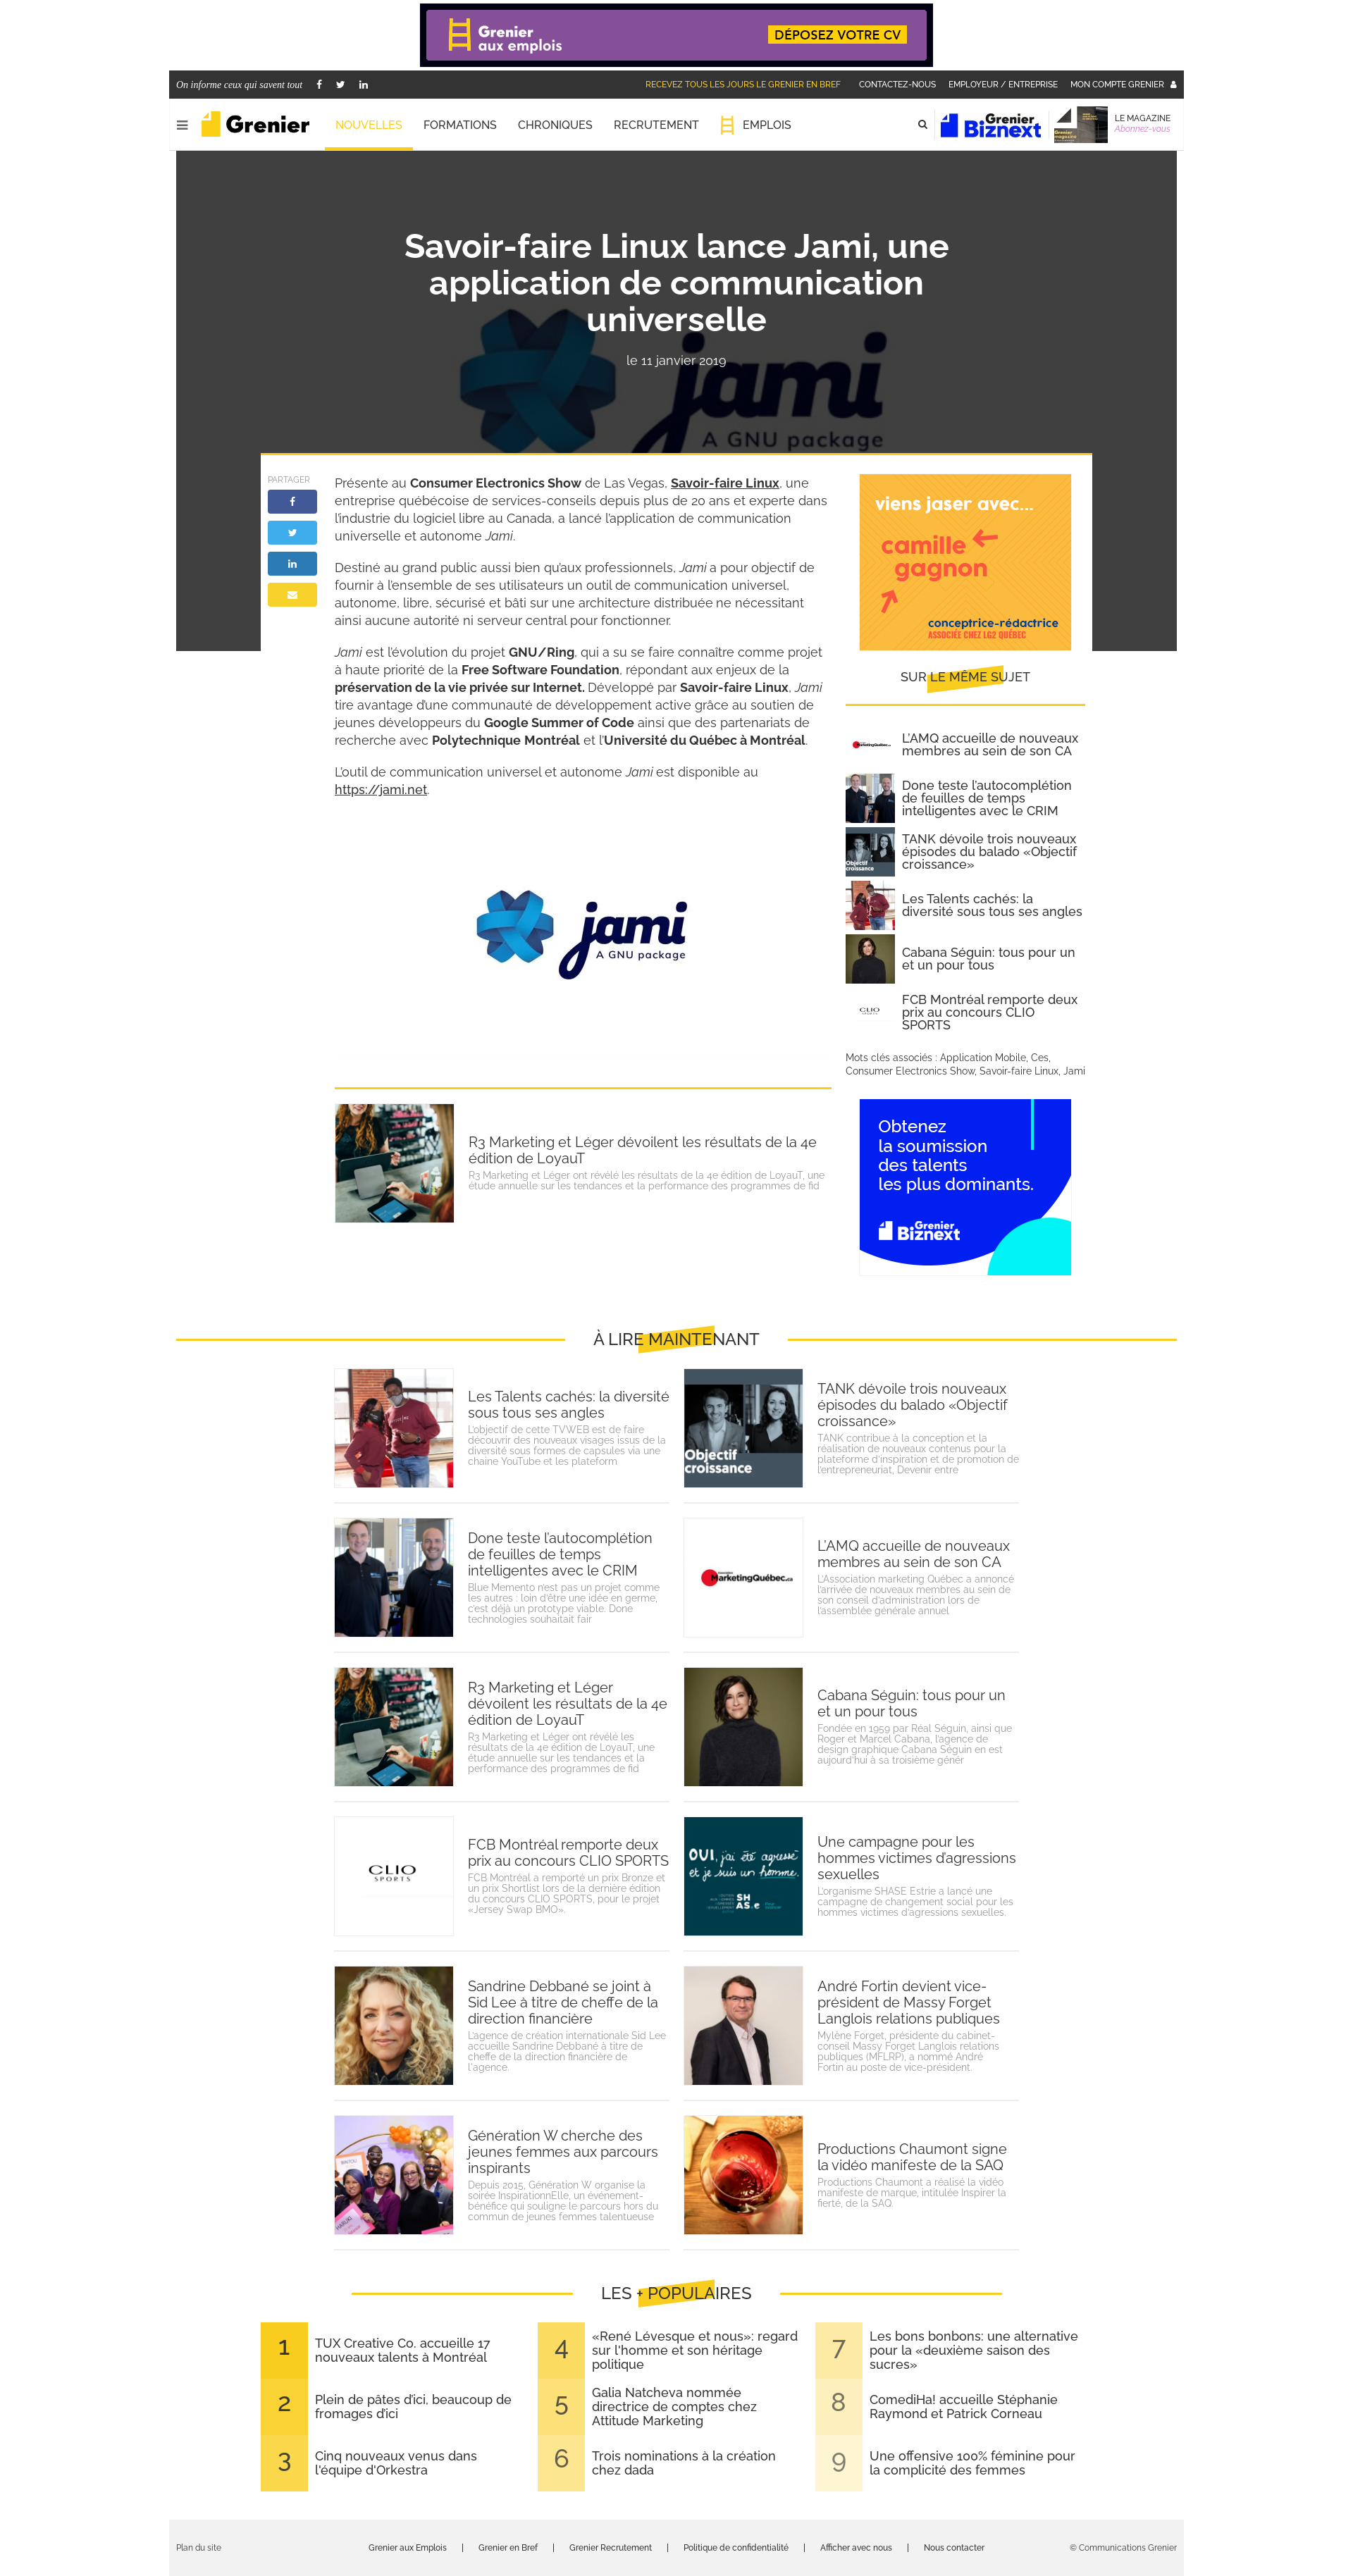 Grenier
aux emplois
DÉPOSEZ VOTRE CV
On informe ceux qui savent tout
RECEVEZ TOUS LES JOURS LE GRENIER EN BREF
CONTACTEZ-NOUS
EMPLOYEUR / ENTREPRISE
MON COMPTE GRENIER
Grenier
NOUVELLES
FORMATIONS
CHRONIQUES
RECRUTEMENT
EMPLOIS
Grenier
Biznext
LE MAGAZINE
Abonnez-vous
Savoir-faire Linux lance Jami, une
application de communication
universelle
le 11 janvier 2019
jami
A GNU package
PARTAGER
Présente au Consumer Electronics Show de Las Vegas, Savoir-faire Linux, une
entreprise québécoise de services-conseils depuis plus de 20 ans et experte dans
l'industrie du logiciel libre au Canada, a lancé l'application de communication
universelle et autonome Jami.
Destiné au grand public aussi bien qu'aux professionnels, Jami a pour objectif de
fournir à l'ensemble de ses utilisateurs un outil de communication universel,
autonome, libre, sécurisé et bâti sur une architecture distribuée ne nécessitant
ainsi aucune autorité ni serveur central pour fonctionner.
Jami est l'évolution du projet GNU/Ring, qui a su se faire connaître comme projet
à haute priorité de la Free Software Foundation, répondant aux enjeux de la
préservation de la vie privée sur Internet. Développé par Savoir-faire Linux, Jami
tire avantage d'une communauté de développement active grâce au soutien de
jeunes développeurs du Google Summer of Code ainsi que des partenariats de
recherche avec Polytechnique Montréal et l'Université du Québec à Montréal.
L'outil de communication universel et autonome Jami est disponible au
https://jami.net.
jami
A GNU package
viens jaser avec...
camille
gagnon
conceptrice-rédactrice
ASSOCIÉE CHEZ LG2 QUÉBEC
SUR LE MÊME SUJET
L'AMQ accueille de nouveaux
membres au sein de son CA
Done teste l'autocomplétion
de feuilles de temps
intelligentes avec le CRIM
TANK dévoile trois nouveaux
épisodes du balado «Objectif
croissance»
Les Talents cachés: la
diversité sous tous ses angles
Cabana Séguin: tous pour un
et un pour tous
FCB Montréal remporte deux
prix au concours CLIO
SPORTS
Mots clés associés : Application Mobile, Ces,
Consumer Electronics Show, Savoir-faire Linux, Jami
R3 Marketing et Léger dévoilent les résultats de la 4e
édition de LoyauT
R3 Marketing et Léger ont révélé les résultats de la 4e édition de LoyauT, une
étude annuelle sur les tendances et la performance des programmes de fid
Obtenez
la soumission
des talents
les plus dominants.
Grenier
Biznext
À LIRE MAINTENANT
Les Talents cachés: la diversité
sous tous ses angles
L'objectif de cette TVWEB est de faire
découvrir des nouveaux visages issus de la
diversité sous formes de capsules via une
chaine YouTube et les plateform
Objectif
croissance
TANK dévoile trois nouveaux
épisodes du balado «Objectif
croissance»
TANK contribue à la conception et la
réalisation de nouveaux contenus pour la
plateforme d'inspiration et de promotion de
l'entrepreneuriat, Devenir entre
Done teste l'autocomplétion
de feuilles de temps
intelligentes avec le CRIM
Blue Memento n'est pas un projet comme
les autres : loin d'être une idée en germe,
c'est déjà un prototype viable. Done
technologies souhaitait fair
MarketingQuébec.ca
L'AMQ accueille de nouveaux
membres au sein de son CA
L'Association marketing Québec a annoncé
l'arrivée de nouveaux membres au sein de
son conseil d'administration lors de
l'assemblée générale annuel
R3 Marketing et Léger
dévoilent les résultats de la 4e
édition de LoyauT
R3 Marketing et Léger ont révélé les
résultats de la 4e édition de LoyauT, une
étude annuelle sur les tendances et la
performance des programmes de fid
Cabana Séguin: tous pour un
et un pour tous
Fondée en 1959 par Réal Séguin, ainsi que
Roger et Marcel Cabana, l'agence de
design graphique Cabana Séguin en est
aujourd'hui à sa troisième génér
CLIO
SPORTS
FCB Montréal remporte deux
prix au concours CLIO SPORTS
FCB Montréal a remporté un prix Bronze et
un prix Shortlist lors de la dernière édition
du concours CLIO SPORTS, pour le projet
«Jersey Swap BMO».
OUI, j'ai été agressé
et je suis un homme.
SH
AS.e
Une campagne pour les
hommes victimes d'agressions
sexuelles
L'organisme SHASE Estrie a lancé une
campagne de changement social pour les
hommes victimes d'agressions sexuelles.
Sandrine Debbané se joint à
Sid Lee à titre de cheffe de la
direction financière
L'agence de création internationale Sid Lee
accueille Sandrine Debbané à titre de
cheffe de la direction financière de
l'agence.
André Fortin devient vice-
président de Massy Forget
Langlois relations publiques
Mylène Forget, présidente du cabinet-
conseil Massy Forget Langlois relations
publiques (MFLRP), a nommé André
Fortin au poste de vice-président.
Génération W cherche des
jeunes femmes aux parcours
inspirants
Depuis 2015, Génération W organise la
soirée InspirationnElle, un événement-
bénéfice qui souligne le parcours hors du
commun de jeunes femmes talentueuse
Productions Chaumont signe
la vidéo manifeste de la SAQ
Productions Chaumont a réalisé la vidéo
manifeste de marque, intitulée Inspirer la
fierté, de la SAQ.
LES + POPULAIRES
1
TUX Creative Co. accueille 17
nouveaux talents à Montréal
2
Plein de pâtes d'ici, beaucoup de
fromages d'ici
3
Cinq nouveaux venus dans
l'équipe d'Orkestra
4
«René Lévesque et nous»: regard
sur l'homme et son héritage
politique
5
Galia Natcheva nommée
directrice de comptes chez
Attitude Marketing
6
Trois nominations à la création
chez dada
7
Les bons bonbons: une alternative
pour la «deuxième saison des
sucres»
8
ComediHa! accueille Stéphanie
Raymond et Patrick Corneau
9
Une offensive 100% féminine pour
la complicité des femmes
Plan du site
Grenier aux Emplois | Grenier en Bref | Grenier Recrutement | Politique de confidentialité | Afficher avec nous | Nous contacter
© Communications Grenier